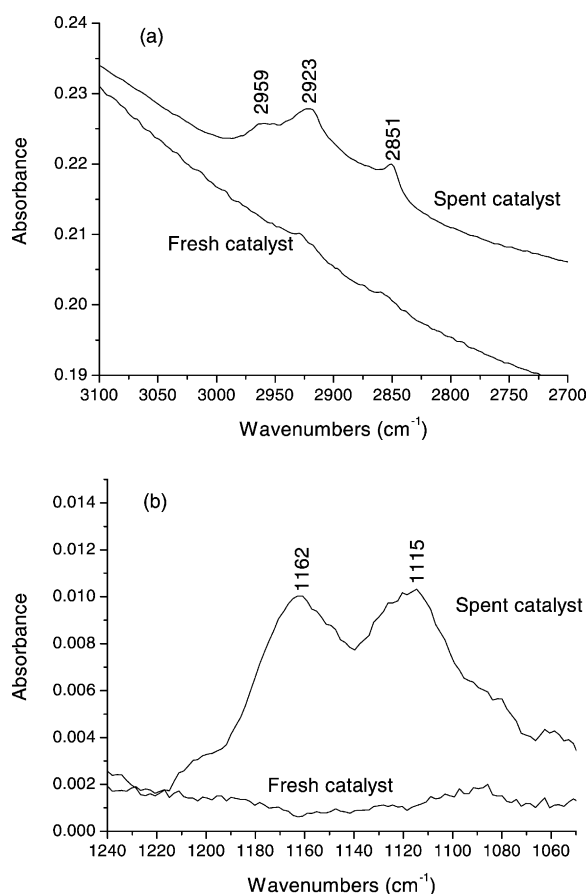 (a)
0.24
0.23
0.22
0.21
0.20
0.19
Absorbance
2959
2923
2851
Spent catalyst
Fresh catalyst
3100 3050 3000 2950 2900 2850 2800 2750 2700
Wavenumbers (cm⁻¹)
(b)
0.014
0.012
0.010
0.008
0.006
0.004
0.002
0.000
Absorbance
1162
1115
Spent catalyst
Fresh catalyst
1240 1220 1200 1180 1160 1140 1120 1100 1080 1060
Wavenumbers (cm⁻¹)